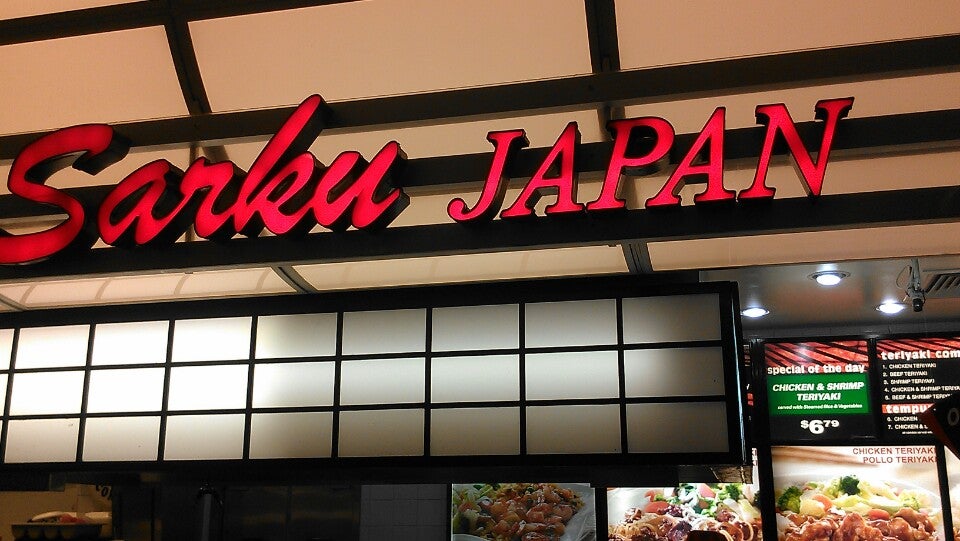 Sarku JAPAN
special of the day
CHICKEN & SHRIMP
TERIYAKI
served with Steamed Rice & Vegetables
$6.79
teriyaki com
1. CHICKEN TERIYAKI
2. BEEF TERIYAKI
3. SHRIMP TERIYAKI
4. CHICKEN & SHRIMP TERIYAKI
5. BEEF & SHRIMP TERIYAKI
tempu
6. CHICKEN
7. CHICKEN &
CHICKEN TERIYAKI
POLLO TERIYAKI